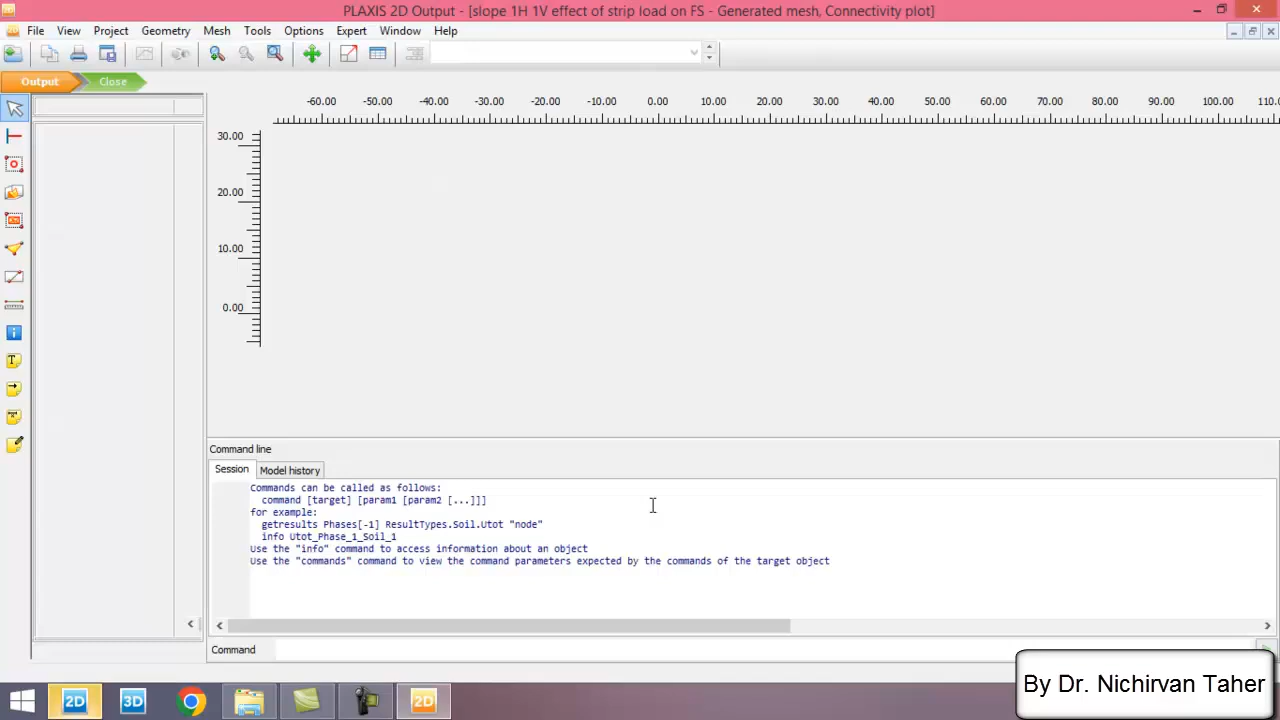 PLAXIS 2D Output - [slope 1H 1V effect of strip load on FS - Generated mesh, Connectivity plot]
File View Project Geometry Mesh Tools Options Expert Window Help
Output Close
-60.00 -50.00 -40.00 -30.00 -20.00 -10.00 0.00 10.00 20.00 30.00 40.00 50.00 60.00 70.00 80.00 90.00 100.00 110.0
30.00
20.00
10.00
0.00
Command line
Session Model history
Commands can be called as follows:
command [target] [param1 [param2 [...]]]
for example:
getresults Phases[-1] ResultTypes.Soil.Utot "node"
info Utot_Phase_1_Soil_1
Use the "info" command to access information about an object
Use the "commands" command to view the command parameters expected by the commands of the target object
Command
2D 3D 2D
By Dr. Nichirvan Taher